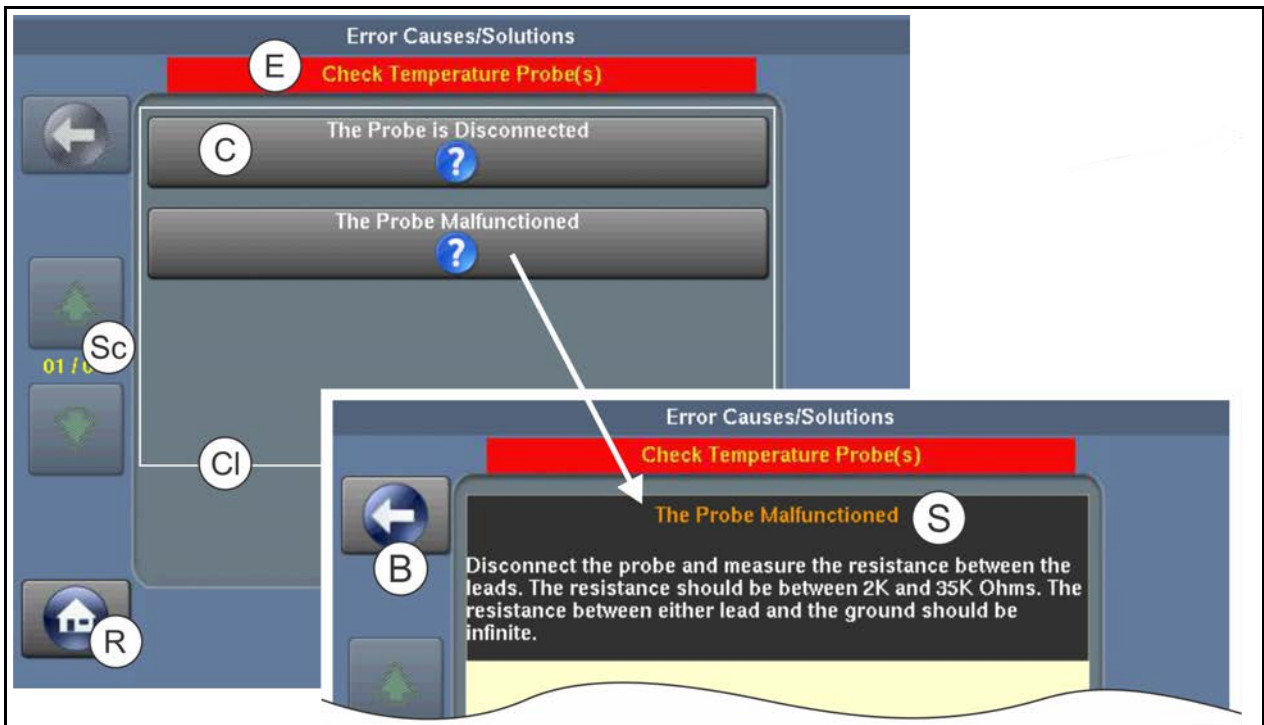 Error Causes/Solutions
E
Check Temperature Probe(s)
C
The Probe is Disconnected
?
The Probe Malfunctioned
?
Sc
01 /
Cl
R
Error Causes/Solutions
Check Temperature Probe(s)
The Probe Malfunctioned
S
B
Disconnect the probe and measure the resistance between the
leads. The resistance should be between 2K and 35K Ohms. The
resistance between either lead and the ground should be
infinite.